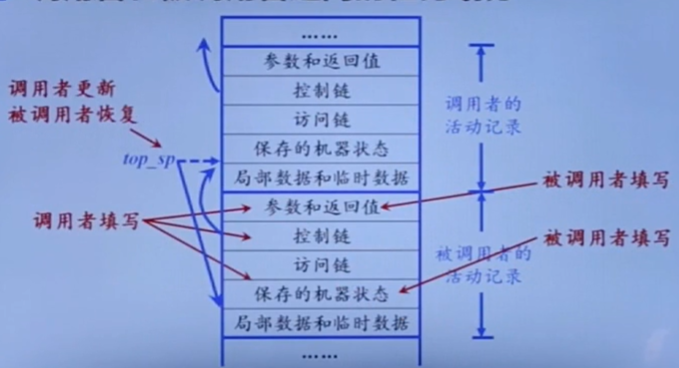 ……
参数和返回值
控制链
访问链
保存的机器状态
局部数据和临时数据
参数和返回值
控制链
访问链
保存的机器状态
局部数据和临时数据
……
调用者更新
被调用者恢复
top_sp
调用者填写
调用者的
活动记录
被调用者填写
被调用者填写
被调用者的
活动记录